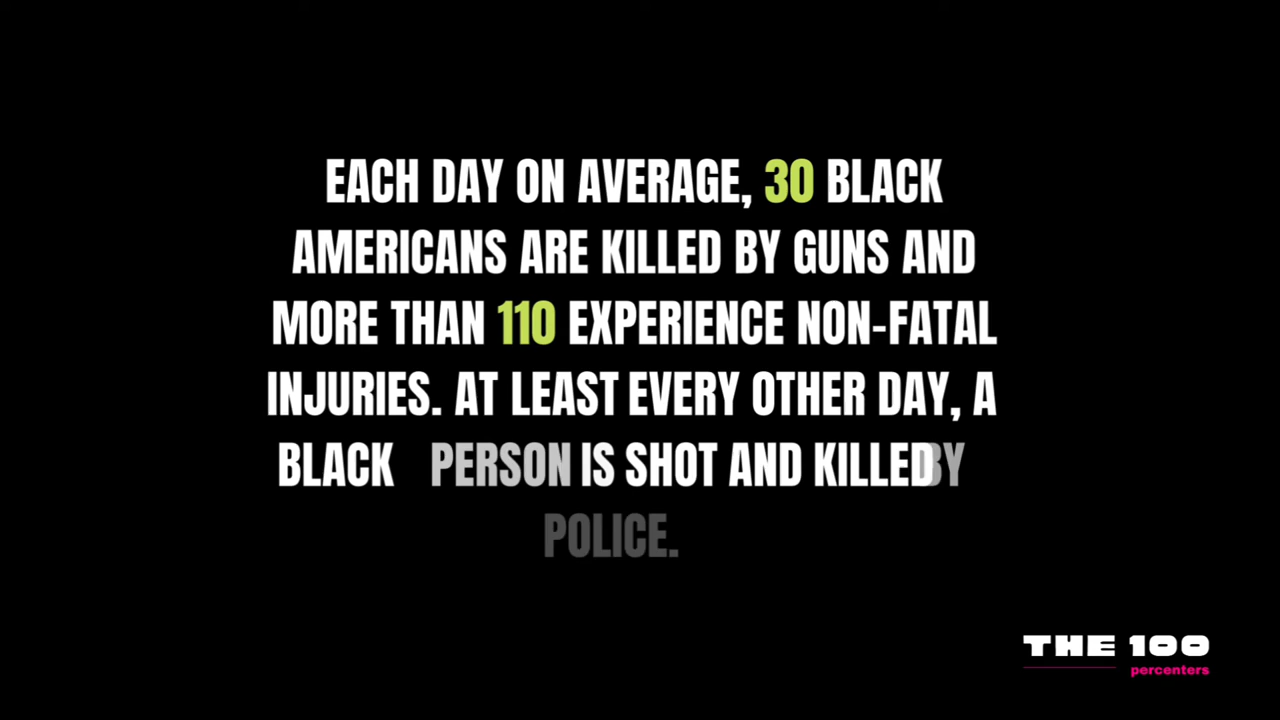 EACH DAY ON AVERAGE, 30 BLACK
AMERICANS ARE KILLED BY GUNS AND
MORE THAN 110 EXPERIENCE NON-FATAL
INJURIES. AT LEAST EVERY OTHER DAY, A
BLACK PERSON IS SHOT AND KILLED BY
POLICE.
THE 100
percenters